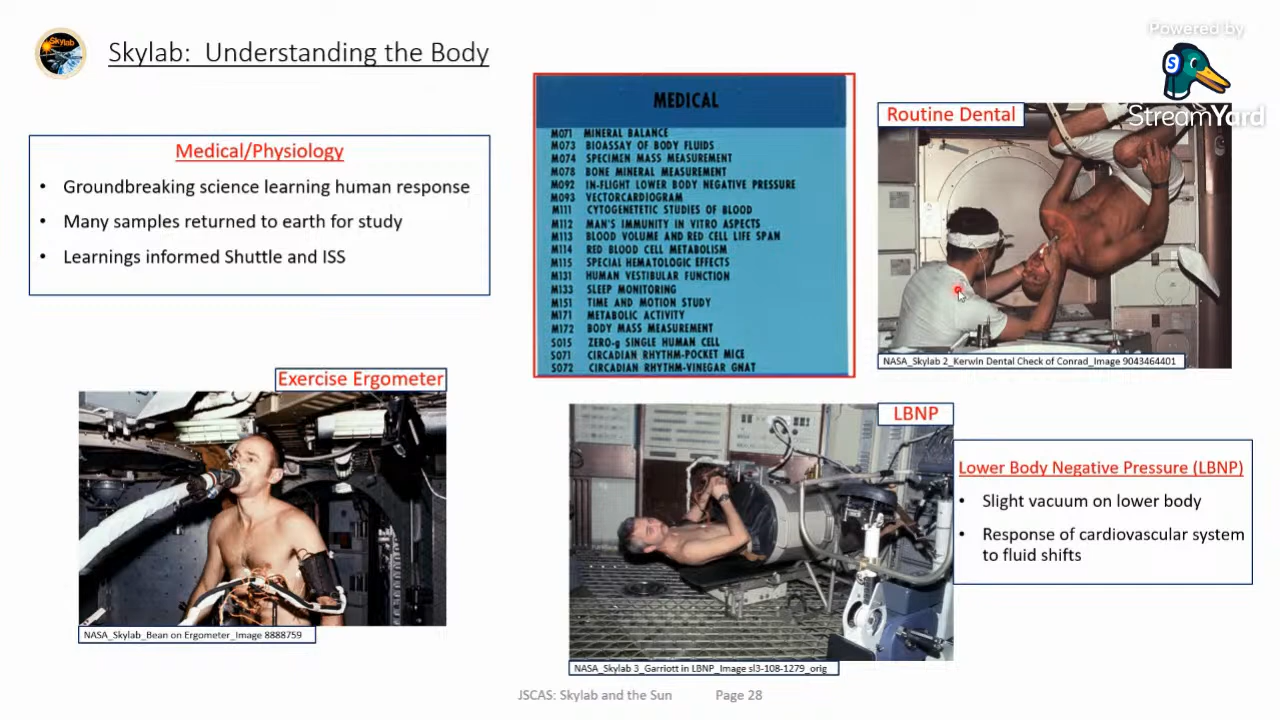 Skylab
Skylab: Understanding the Body
Powered by
StreamYard
Medical/Physiology
• Groundbreaking science learning human response
• Many samples returned to earth for study
• Learnings informed Shuttle and ISS
MEDICAL
M071 MINERAL BALANCE
M073 BIOASSAY OF BODY FLUIDS
M074 SPECIMEN MASS MEASUREMENT
M078 BONE MINERAL MEASUREMENT
M092 IN-FLIGHT LOWER BODY NEGATIVE PRESSURE
M093 VECTORCARDIOGRAM
M111 CYTOGENETETIC STUDIES OF BLOOD
M112 MAN'S IMMUNITY IN VITRO ASPECTS
M113 BLOOD VOLUME AND RED CELL LIFE SPAN
M114 RED BLOOD CELL METABOLISM
M115 SPECIAL HEMATOLOGIC EFFECTS
M131 HUMAN VESTIBULAR FUNCTION
M133 SLEEP MONITORING
M151 TIME AND MOTION STUDY
M171 METABOLIC ACTIVITY
M172 BODY MASS MEASUREMENT
S015 ZERO-g SINGLE HUMAN CELL
S071 CIRCADIAN RHYTHM-POCKET MICE
S072 CIRCADIAN RHYTHM-VINEGAR GNAT
Routine Dental
NASA_Skylab 2_Kerwin Dental Check of Conrad_Image 9043464401
Exercise Ergometer
NASA_Skylab_Bean on Ergometer_Image 8888759
LBNP
NASA_Skylab 3_Garriott in LBNP_Image sl3-108-1279_orig
Lower Body Negative Pressure (LBNP)
• Slight vacuum on lower body
• Response of cardiovascular system
to fluid shifts
JSCAS: Skylab and the Sun Page 28